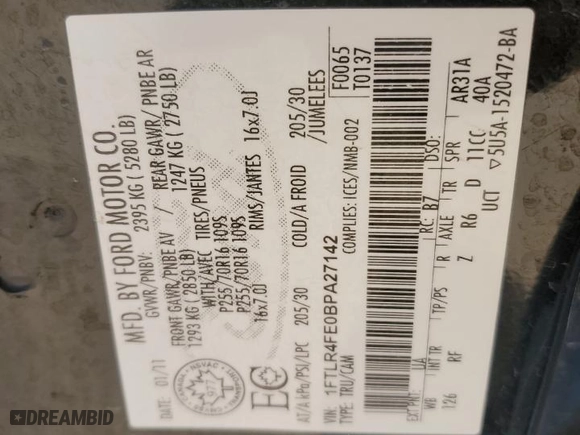 MFD. BY FORD MOTOR CO.
DATE: 01/11 GVWR/PNBV: 2395 KG ( 5280 LB)
FRONT GAWR/PNBE AV / REAR GAWR/ PNBE AR
1293 KG ( 2850 LB) 1247 KG ( 2750 LB)
WITH/AVEC TIRES/PNEUS
P255/70R16 109S
P255/70R16 109S
16x7.0J RIMS/JANTES 16x7.0J
AT/A kPa/PSI/LPC 205/30 COLD/A FROID 205/30
/JUMELEES
VIN: 1FTLR4FE0BPA27142 F0065
TYPE: TRU/CAM COMPLIES: ICES/NMB-002 T0137
EC
CANADA
NSVAC
EXT PNT: UA RC: B7 DSO:
WB INT TR TP/PS R AXLE TR SPR AR31A
126 RF Z R6 D 11CC 40A
UCT 5U5A-1520472-BA
DREAMBID